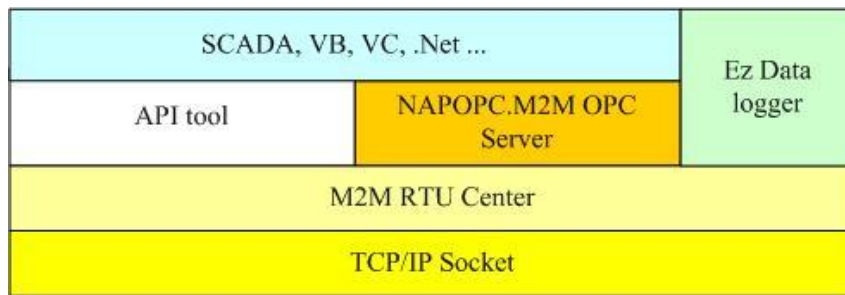 SCADA, VB, VC, .Net ...
Ez Data
logger
API tool
NAPOPC.M2M OPC
Server
M2M RTU Center
TCP/IP Socket